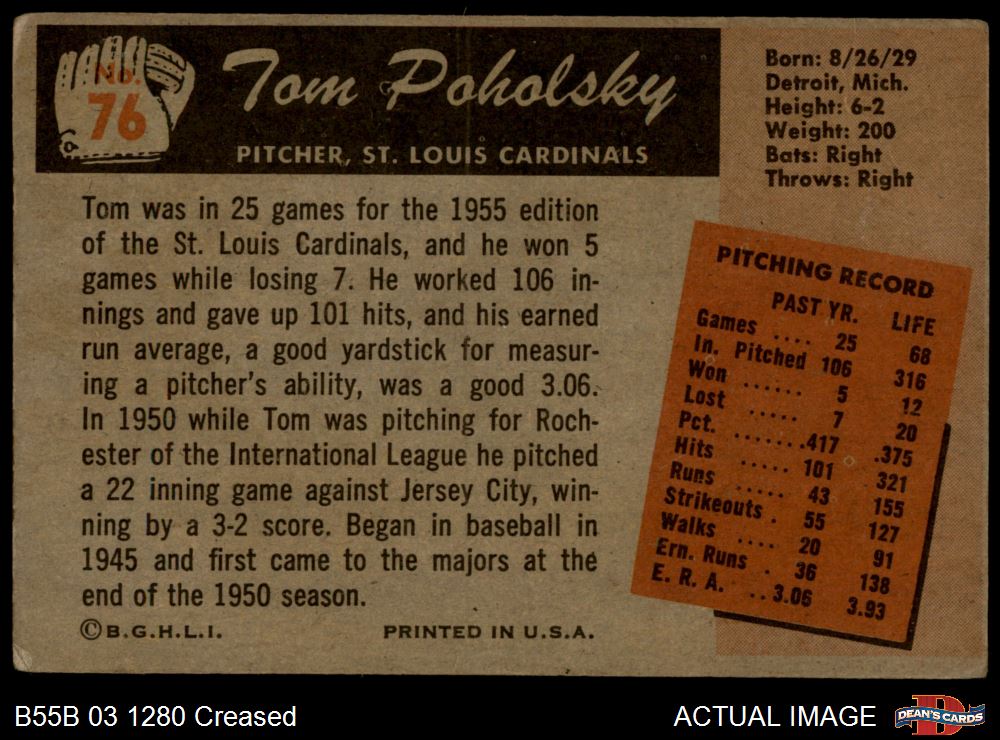 No.
76
Tom Poholsky
PITCHER, ST. LOUIS CARDINALS
Born: 8/26/29
Detroit, Mich.
Height: 6-2
Weight: 200
Bats: Right
Throws: Right
Tom was in 25 games for the 1955 edition
of the St. Louis Cardinals, and he won 5
games while losing 7. He worked 106 in-
nings and gave up 101 hits, and his earned
run average, a good yardstick for measur-
ing a pitcher's ability, was a good 3.06.
In 1950 while Tom was pitching for Roch-
ester of the International League he pitched
a 22 inning game against Jersey City, win-
ning by a 3-2 score. Began in baseball in
1945 and first came to the majors at the
end of the 1950 season.
©B.G.H.L.I. PRINTED IN U.S.A.
PITCHING RECORD
PAST YR. LIFE
Games .... 25 68
In. Pitched 106 316
Won ...... 5 12
Lost ..... 7 20
Pct. .......417 .375
Hits ..... 101 321
Runs ..... 43 155
Strikeouts . 55 127
Walks .... 20 91
Ern. Runs . 36 138
E. R. A. ..3.06 3.93
B55B 03 1280 Creased
ACTUAL IMAGE
D
DEAN'S CARDS